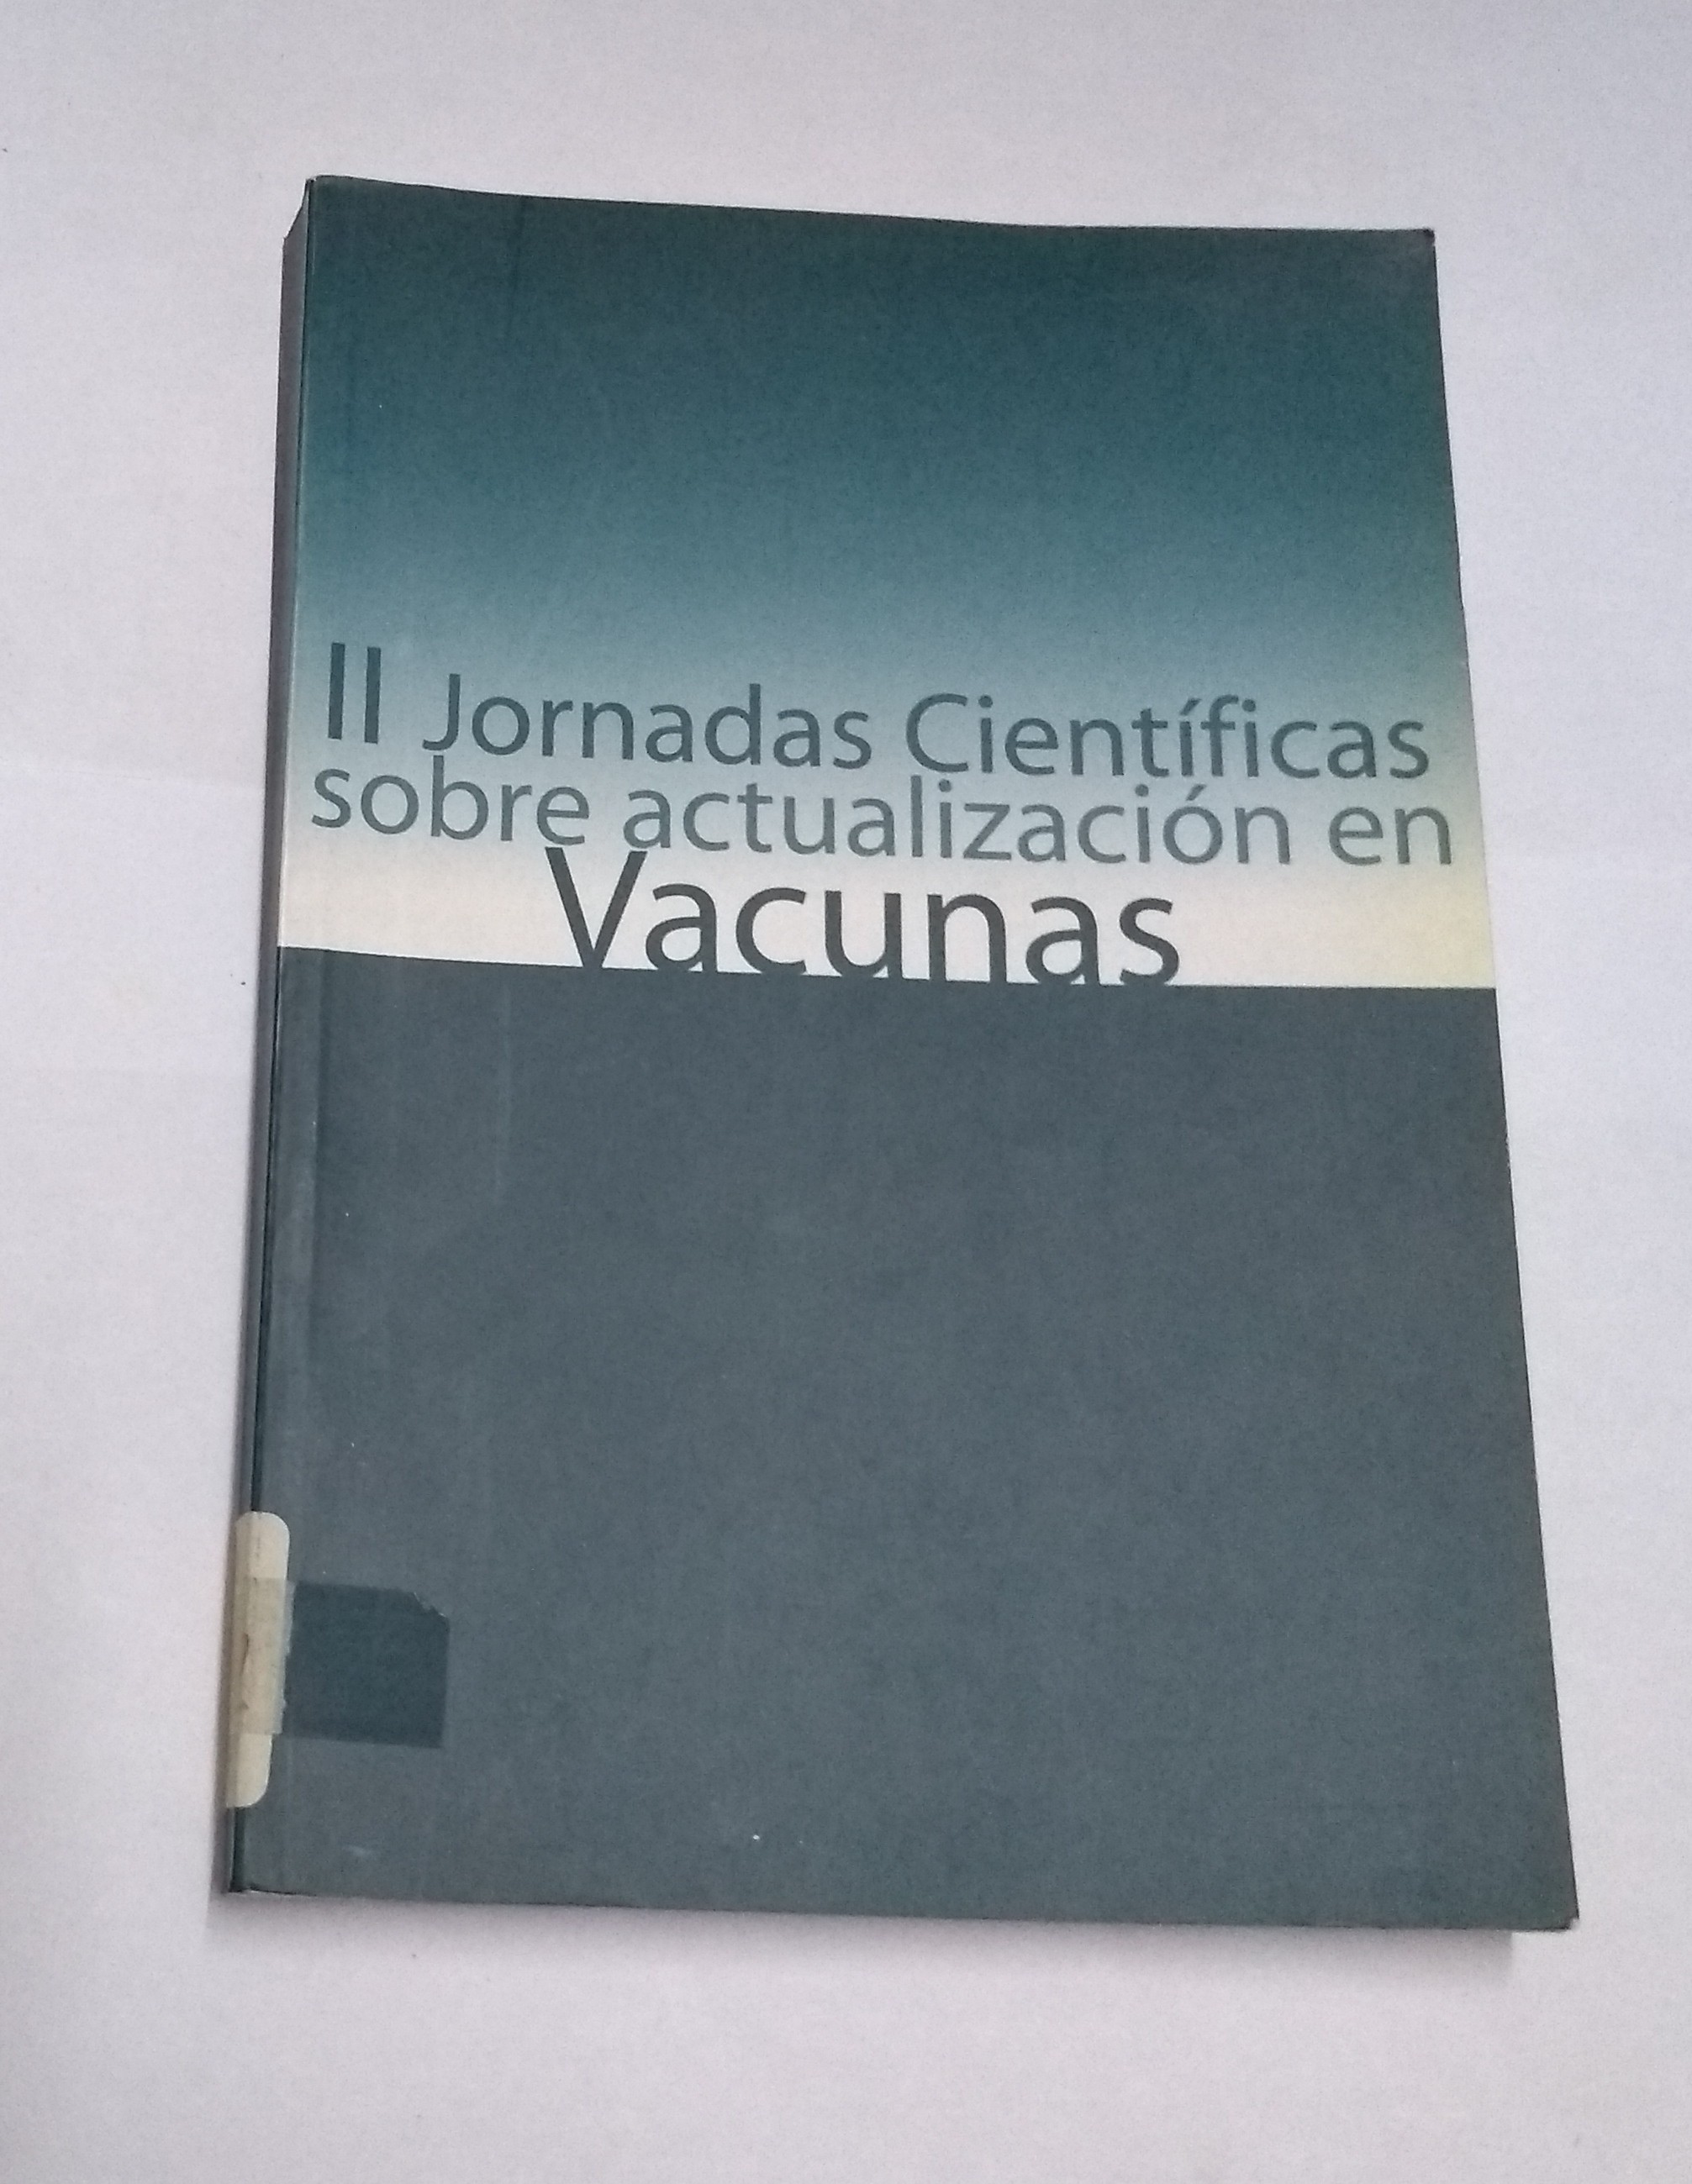 II Jornadas Científicas
sobre actualización en
Vacunas